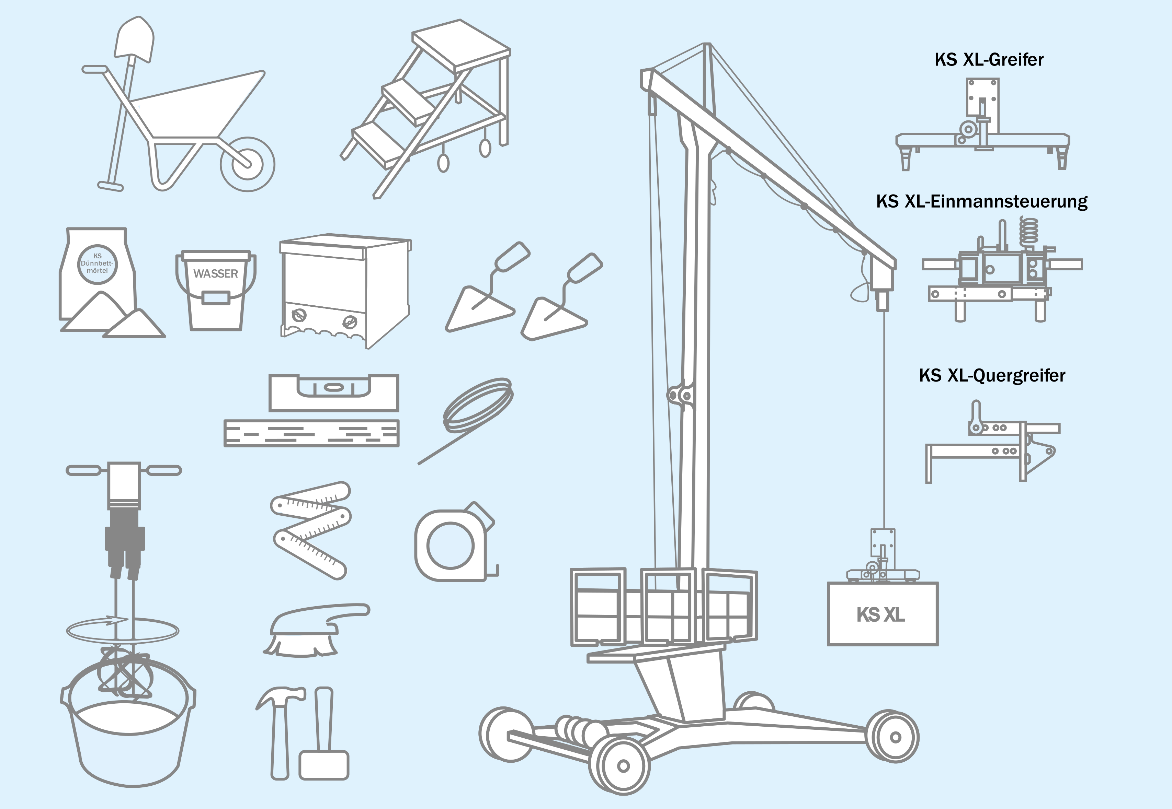 KS XL-Greifer
KS XL-Einmannsteuerung
KS
Dünnbett-
mörtel
WASSER
KS XL-Quergreifer
KS XL